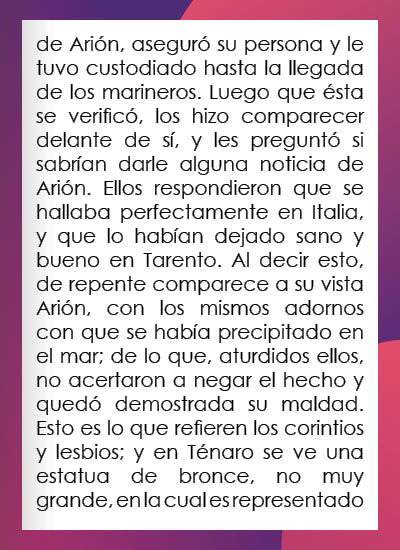 de Arión, aseguró su persona y le
tuvo custodiado hasta la llegada
de los marineros. Luego que ésta
se verificó, los hizo comparecer
delante de sí, y les preguntó si
sabrían darle alguna noticia de
Arión. Ellos respondieron que se
hallaba perfectamente en Italia,
y que lo habían dejado sano y
bueno en Tarento. Al decir esto,
de repente comparece a su vista
Arión, con los mismos adornos
con que se había precipitado en
el mar; de lo que, aturdidos ellos,
no acertaron a negar el hecho y
quedó demostrada su maldad.
Esto es lo que refieren los corintios
y lesbios; y en Ténaro se ve una
estatua de bronce, no muy
grande, en la cual es representado